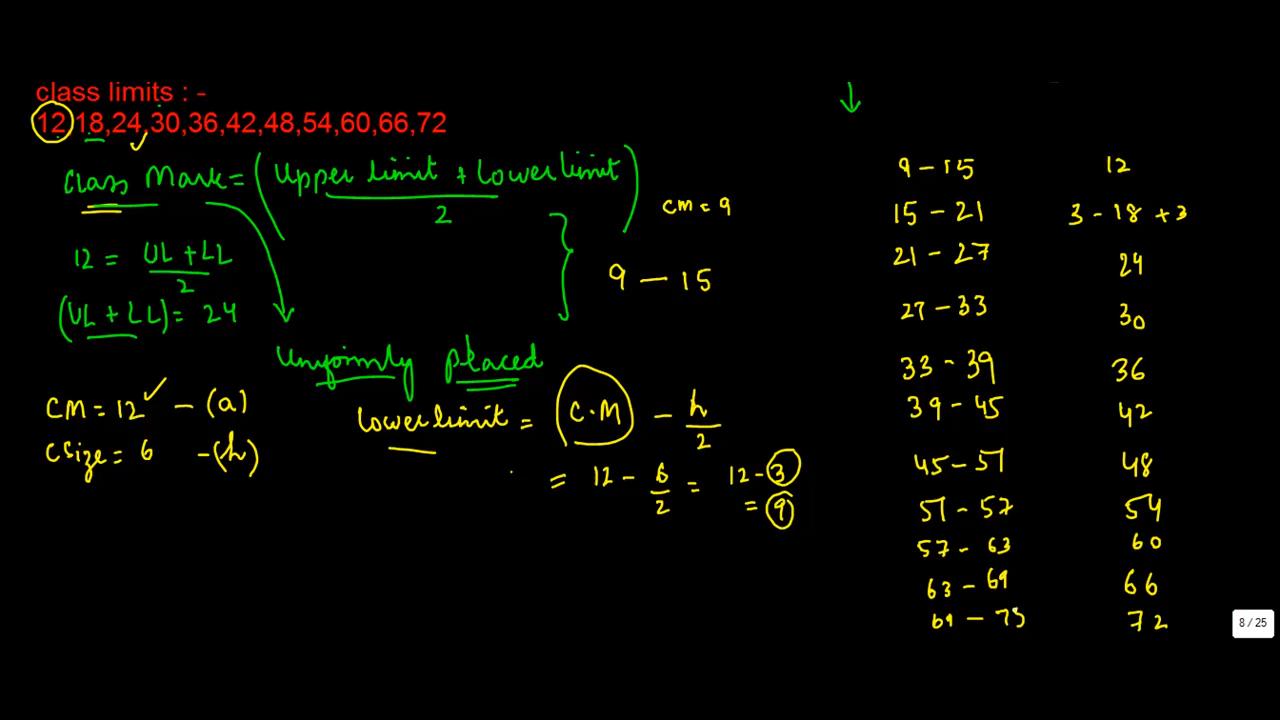 class limits : -
12,18,24,30,36,42,48,54,60,66,72
Class Mark = (Upper limit + Lower limit / 2)
CM = 9
12 = UL + LL / 2
9 — 15
(UL + LL) = 24
Uniformly placed
CM = 12 ✓ - (a)
Lower limit = C.M - h/2
C Size = 6 - (h)
= 12 - 6/2 = 12 - 3
= 9
9 - 15 12
15 - 21 3 - 18 + 3
21 - 27 24
27 - 33 30
33 - 39 36
39 - 45 42
45 - 51 48
51 - 57 54
57 - 63 60
63 - 69 66
69 - 75 72
8 / 25